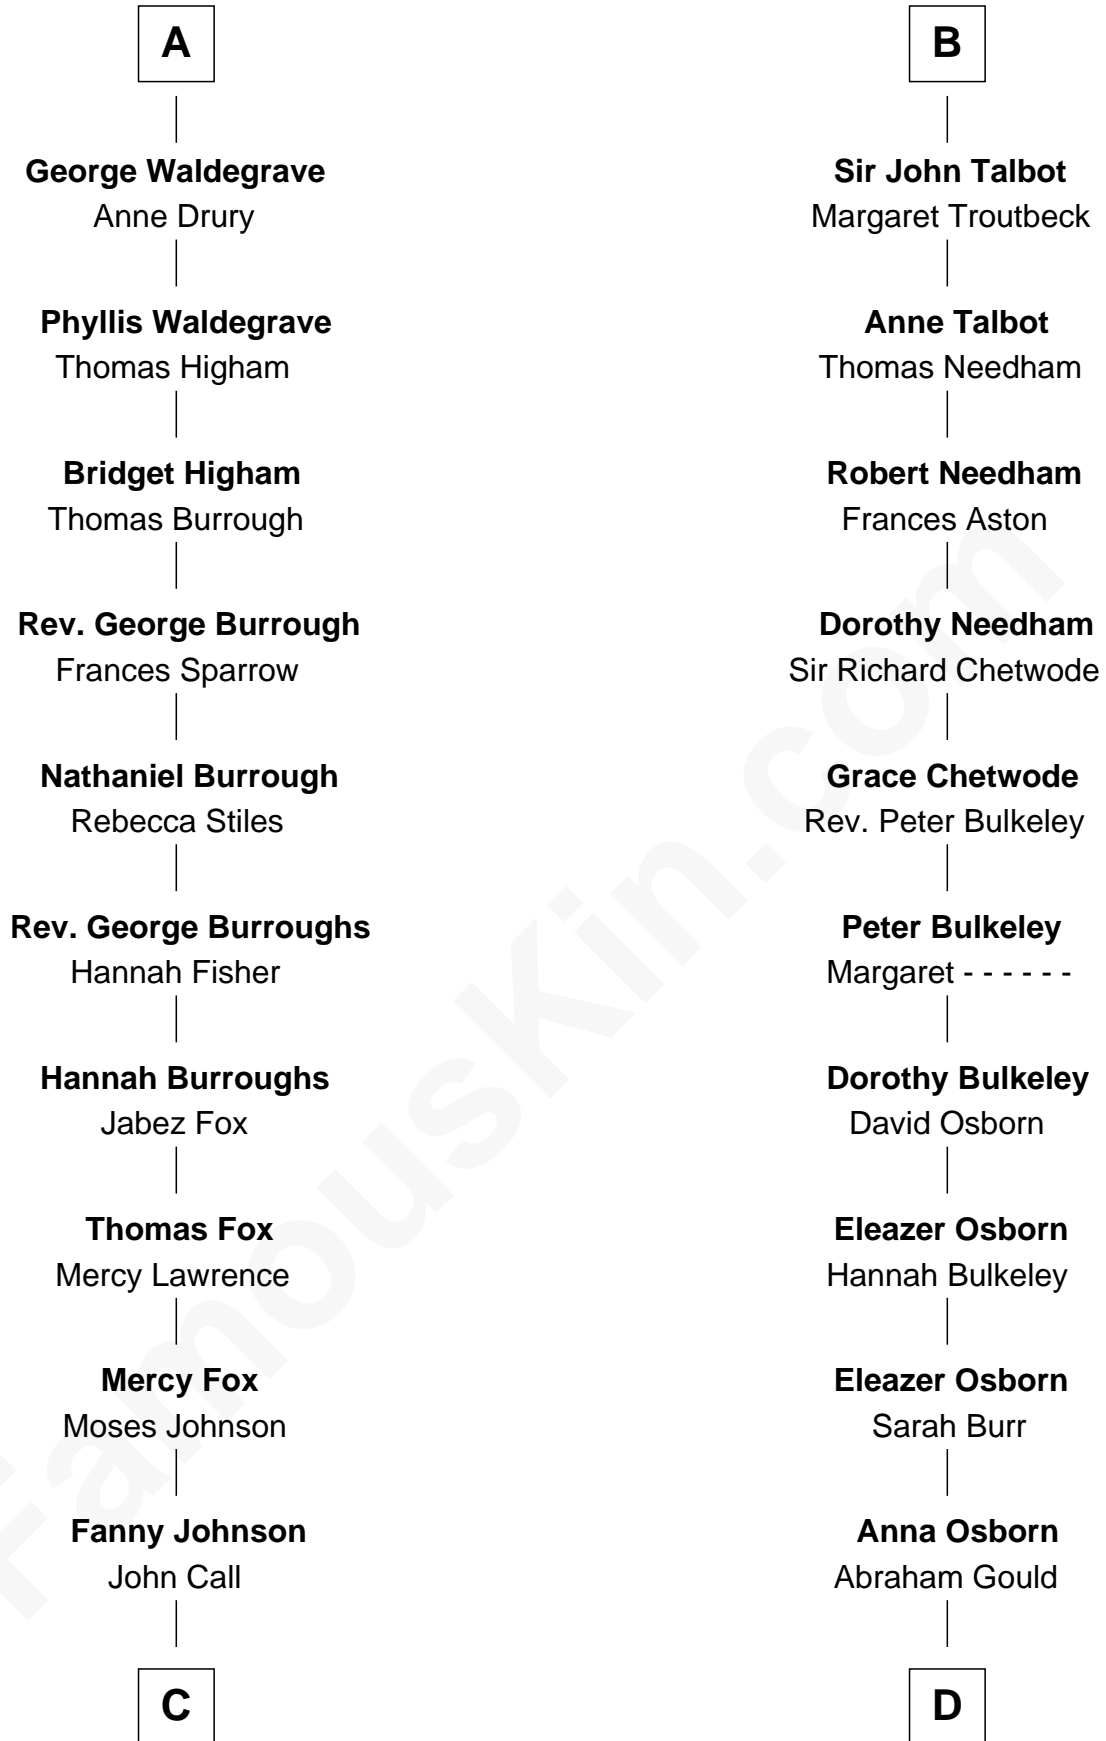 A
George Waldegrave
Anne Drury
Phyllis Waldegrave
Thomas Higham
Bridget Higham
Thomas Burrough
Rev. George Burrough
Frances Sparrow
Nathaniel Burrough
Rebecca Stiles
Rev. George Burroughs
Hannah Fisher
Hannah Burroughs
Jabez Fox
Thomas Fox
Mercy Lawrence
Mercy Fox
Moses Johnson
Fanny Johnson
John Call
C
B
Sir John Talbot
Margaret Troutbeck
Anne Talbot
Thomas Needham
Robert Needham
Frances Aston
Dorothy Needham
Sir Richard Chetwode
Grace Chetwode
Rev. Peter Bulkeley
Peter Bulkeley
Margaret - - - - - -
Dorothy Bulkeley
David Osborn
Eleazer Osborn
Hannah Bulkeley
Eleazer Osborn
Sarah Burr
Anna Osborn
Abraham Gould
D
FamousKin.com